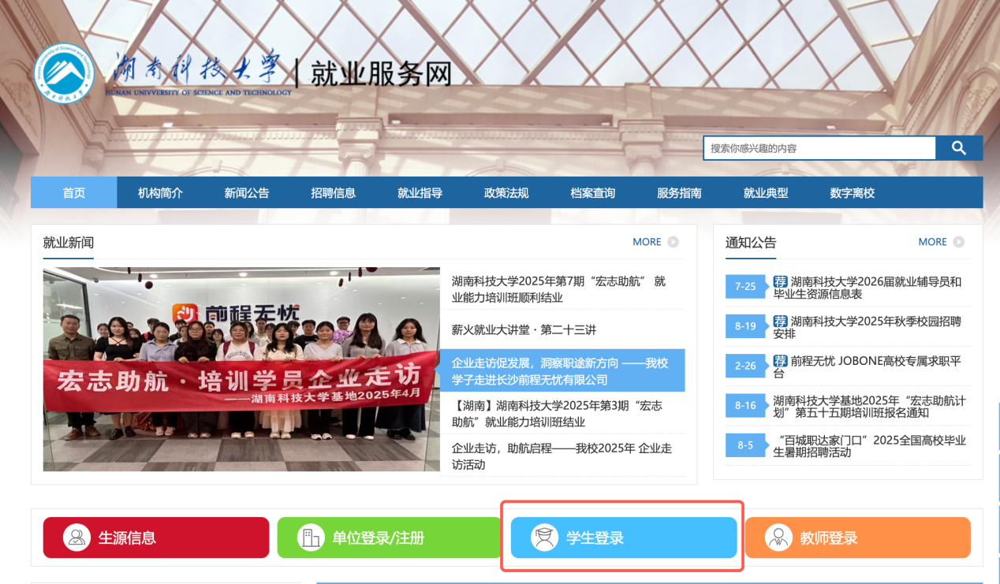 湖南科技大学 | 就业服务网
HUNAN UNIVVERSITY OF SCIENCE AND TECHNOLOGY
搜索你感兴趣的内容
首页 机构简介 新闻公告 招聘信息 就业指导 政策法规 档案查询 服务指南 就业典型 数字离校
就业新闻
MORE
前程无忧
宏志助航·培训学员企业走访
——湖南科技大学基地2025年4月
湖南科技大学2025年第7期“宏志助航” 就
业能力培训班顺利结业
薪火就业大讲堂·第二十三讲
企业走访促发展，洞察职途新方向 ——我校
学子走进长沙前程无忧有限公司
【湖南】湖南科技大学2025年第3期“宏志
助航”就业能力培训班结业
企业走访，助航启程——我校2025年 企业走
访活动
通知公告
MORE
7-25
荐 湖南科技大学2026届就业辅导员和
毕业生资源信息表
8-19
荐 湖南科技大学2025年秋季校园招聘
安排
2-26
荐 前程无忧 JOBONE高校专属求职平
台
8-16
湖南科技大学基地2025年“宏志助航计
划”第五十五期培训班报名通知
8-5
“百城职达家门口”2025全国高校毕业
生暑期招聘活动
生源信息
单位登录/注册
学生登录
教师登录